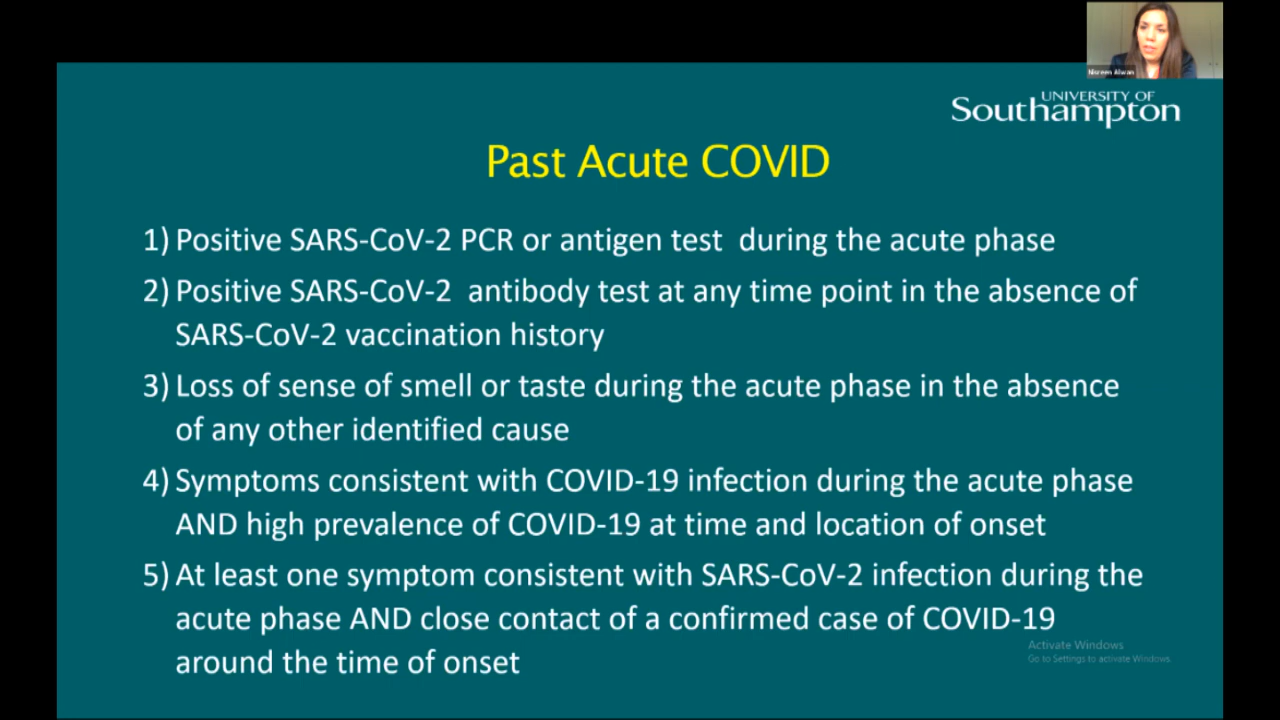 Nisreen Alwan
UNIVERSITY OF
Southampton
Past Acute COVID
1) Positive SARS-CoV-2 PCR or antigen test during the acute phase
2) Positive SARS-CoV-2 antibody test at any time point in the absence of
SARS-CoV-2 vaccination history
3) Loss of sense of smell or taste during the acute phase in the absence
of any other identified cause
4) Symptoms consistent with COVID-19 infection during the acute phase
AND high prevalence of COVID-19 at time and location of onset
5) At least one symptom consistent with SARS-CoV-2 infection during the
acute phase AND close contact of a confirmed case of COVID-19
around the time of onset
Activate Windows
Go to Settings to activate Windows.